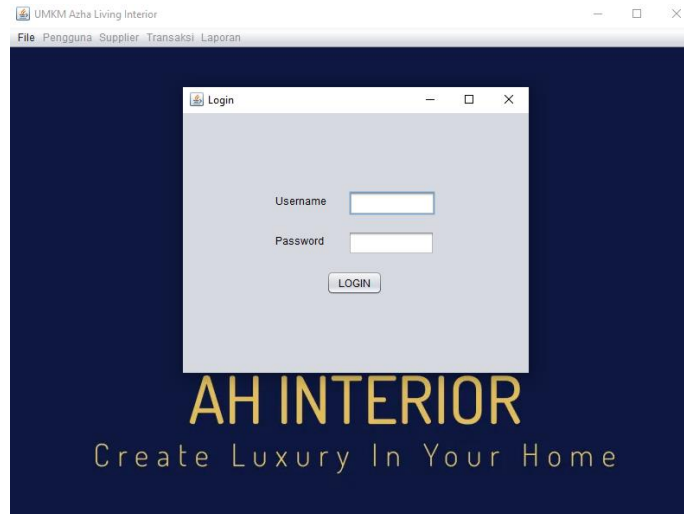 UMKM Azha Living Interior
File Pengguna Supplier Transaksi Laporan
Login
Username
Password
LOGIN
AH INTERIOR
Create Luxury In Your Home